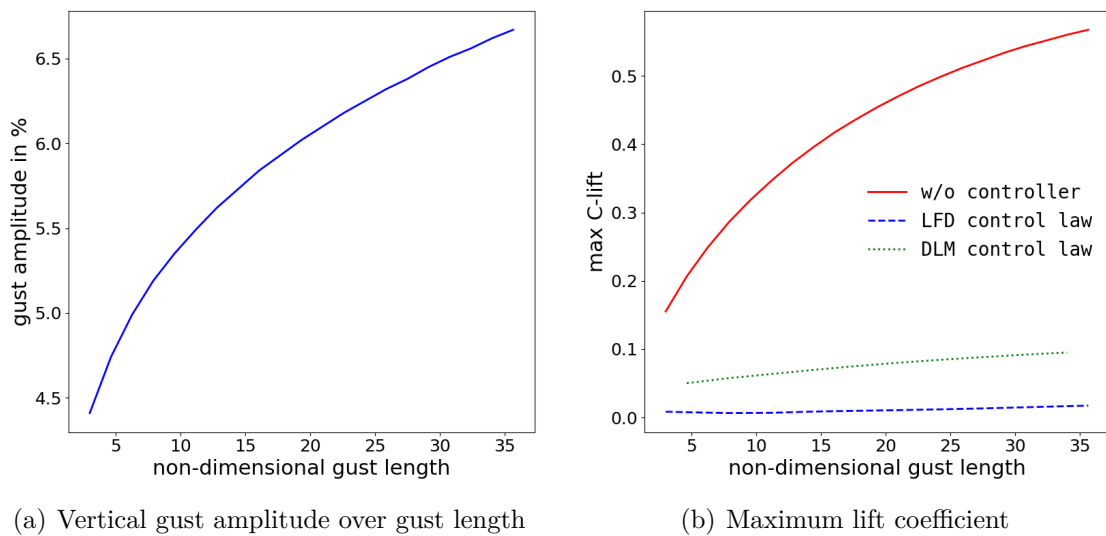 gust amplitude in %
6.5
6.0
5.5
5.0
4.5
5 10 15 20 25 30 35
non-dimensional gust length
(a) Vertical gust amplitude over gust length
max C-lift
0.5
0.4
0.3
0.2
0.1
0.0
w/o controller
LFD control law
DLM control law
5 10 15 20 25 30 35
non-dimensional gust length
(b) Maximum lift coefficient